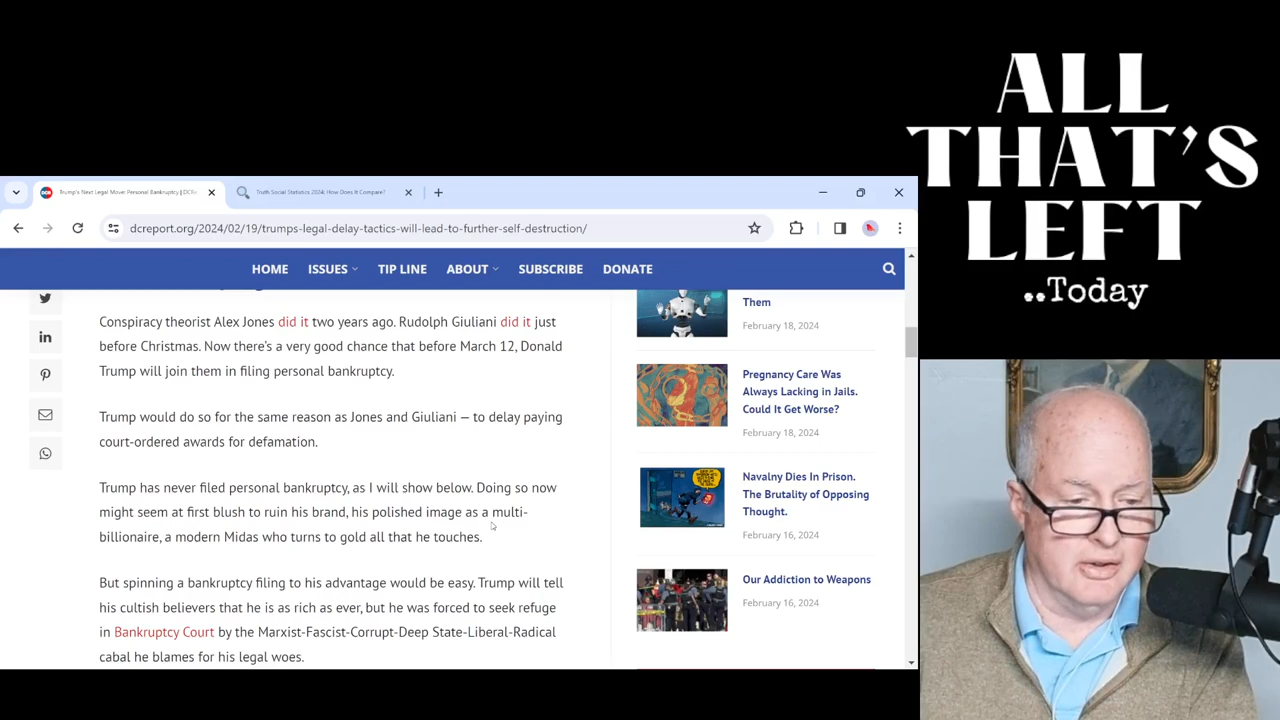 ALL
THAT'S
LEFT
..Today
Trump's Next Legal Move: Personal Bankruptcy | DCRe
Truth Social Statistics 2024: How Does It Compare?
dcreport.org/2024/02/19/trumps-legal-delay-tactics-will-lead-to-further-self-destruction/
HOME ISSUES TIP LINE ABOUT SUBSCRIBE DONATE
Conspiracy theorist Alex Jones did it two years ago. Rudolph Giuliani did it just
before Christmas. Now there's a very good chance that before March 12, Donald
Trump will join them in filing personal bankruptcy.
Trump would do so for the same reason as Jones and Giuliani — to delay paying
court-ordered awards for defamation.
Trump has never filed personal bankruptcy, as I will show below. Doing so now
might seem at first blush to ruin his brand, his polished image as a multi-
billionaire, a modern Midas who turns to gold all that he touches.
But spinning a bankruptcy filing to his advantage would be easy. Trump will tell
his cultish believers that he is as rich as ever, but he was forced to seek refuge
in Bankruptcy Court by the Marxist-Fascist-Corrupt-Deep State-Liberal-Radical
cabal he blames for his legal woes.
Them
February 18, 2024
Pregnancy Care Was
Always Lacking in Jails.
Could It Get Worse?
February 18, 2024
Navalny Dies In Prison.
The Brutality of Opposing
Thought.
February 16, 2024
Our Addiction to Weapons
February 16, 2024